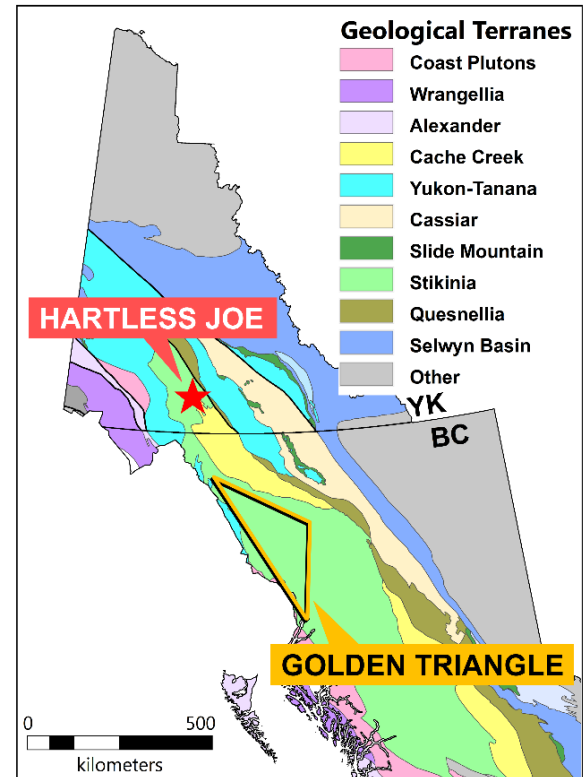 Geological Terranes
Coast Plutons
Wrangellia
Alexander
Cache Creek
Yukon-Tanana
Cassiar
Slide Mountain
Stikinia
Quesnellia
Selwyn Basin
Other
HARTLESS JOE
YK
BC
GOLDEN TRIANGLE
0 500
kilometers